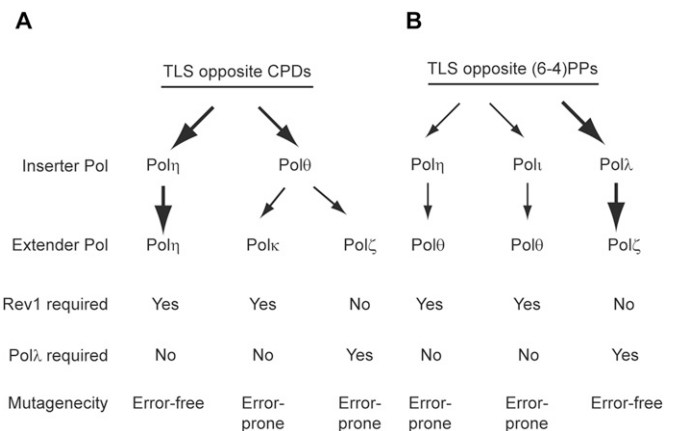 A
B
TLS opposite CPDs
TLS opposite (6-4)PPs
Inserter Pol Polη Polθ Polη Polι Polλ
Extender Pol Polη Polκ Polζ Polθ Polθ Polζ
Rev1 required Yes Yes No Yes Yes No
Polλ required No No Yes No No Yes
Mutagenecity Error-free Error- Error- Error- Error- Error-free
prone prone prone prone